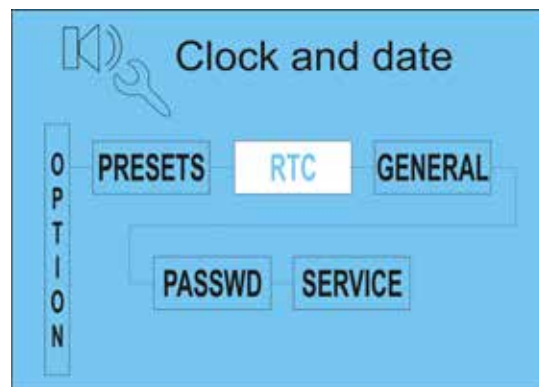 Clock and date
OPTION
PRESETS RTC GENERAL
PASSWD SERVICE